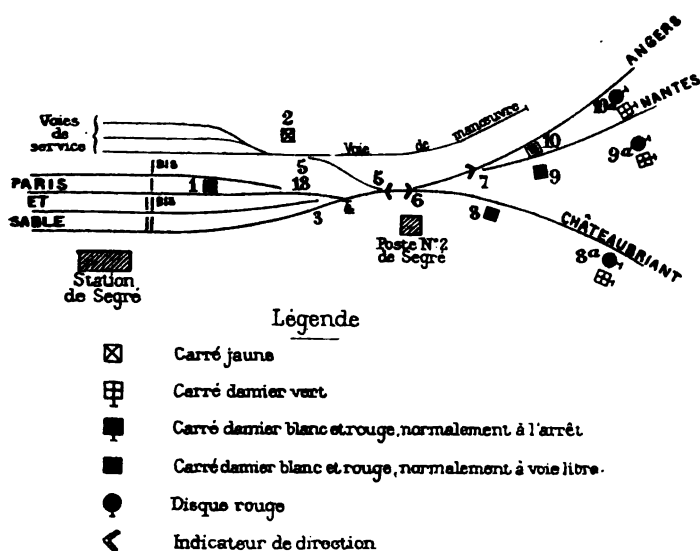 ANGERS
NANTES
10a
9a
2
10
9
Voies
de
service
Voie de manœuvre
5
5
6
7
BIS
1
18
PARIS
ET
BIS
SABLE
3
4
8
CHÂTEAUBRIANT
8a
Poste N°2
de Segré
Station
de Segré
Légende
Carré jaune
Carré damier vert
Carré damier blanc et rouge, normalement à l'arrêt
Carré damier blanc et rouge, normalement à voie libre.
Disque rouge
Indicateur de direction